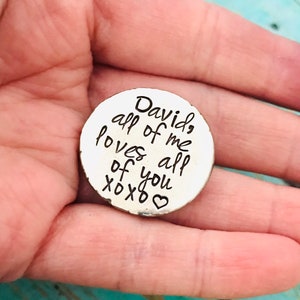 David,
all of me
loves all
of you
xoxo♡